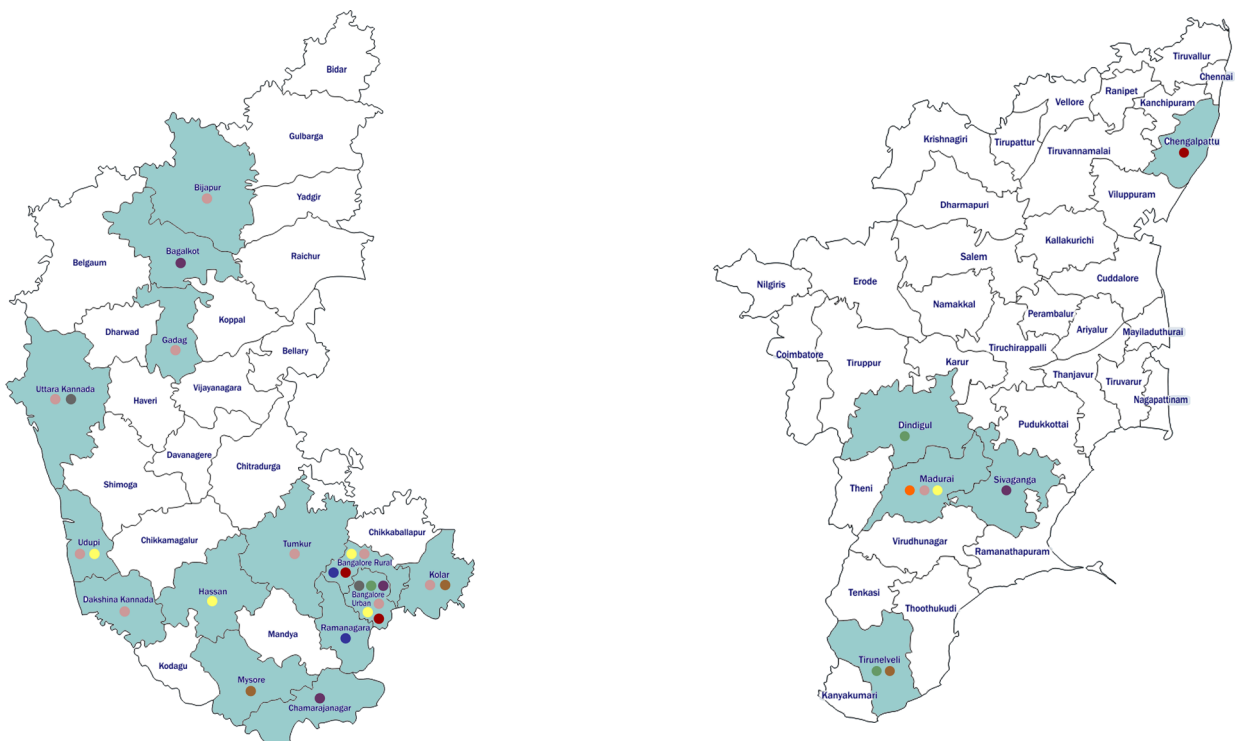 Bidar
Gulbarga
Bijapur
Yadgir
Bagalkot
Raichur
Belgaum
Koppal
Dharwad
Gadag
Bellary
Uttara Kannada
Vijayanagara
Haveri
Davanagere
Chitradurga
Shimoga
Chikkaballapur
Udupi
Chikkamagalur
Tumkur
Bangalore Rural
Kolar
Hassan
Dakshina Kannada
Bangalore
Urban
Ramanagara
Mandya
Kodagu
Mysore
Chamarajanagar
Tiruvallur
Chennai
Ranipet
Vellore
Kanchipuram
Krishnagiri
Tirupattur
Chengalpattu
Tiruvannamalai
Viluppuram
Dharmapuri
Kallakurichi
Salem
Cuddalore
Nilgiris
Erode
Namakkal
Perambalur
Ariyalur
Mayiladuthurai
Tiruchirappalli
Coimbatore
Tiruppur
Karur
Thanjavur
Tiruvarur
Nagapattinam
Dindigul
Pudukkottai
Madurai
Sivaganga
Theni
Virudhunagar
Ramanathapuram
Tenkasi
Thoothukudi
Tirunelveli
Kanyakumari